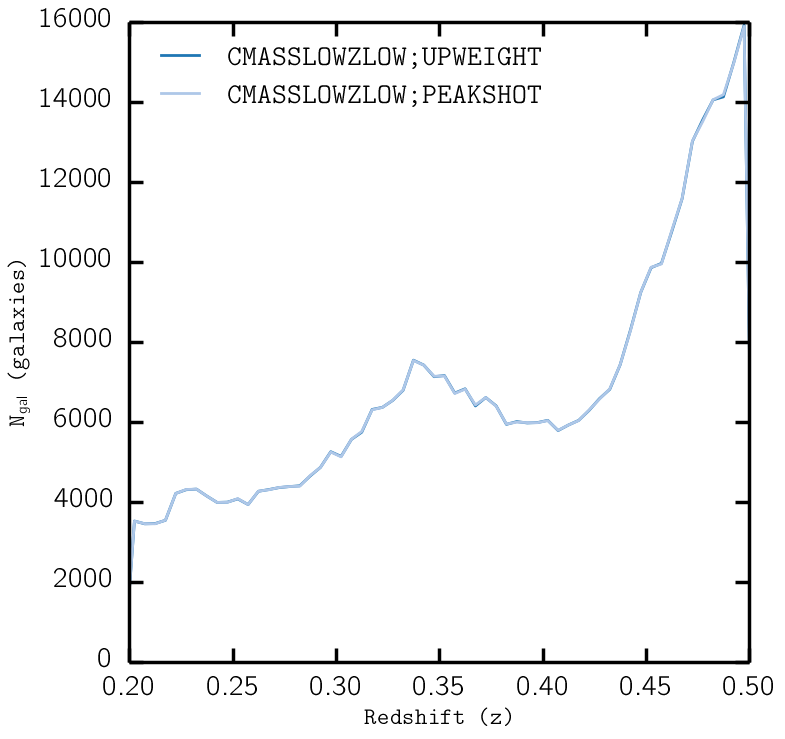 16000
14000
12000
10000
8000
6000
4000
2000
0
N_gal (galaxies)
CMASSLOWZLOW;UPWEIGHT
CMASSLOWZLOW;PEAKSHOT
0.20 0.25 0.30 0.35 0.40 0.45 0.50
Redshift (z)